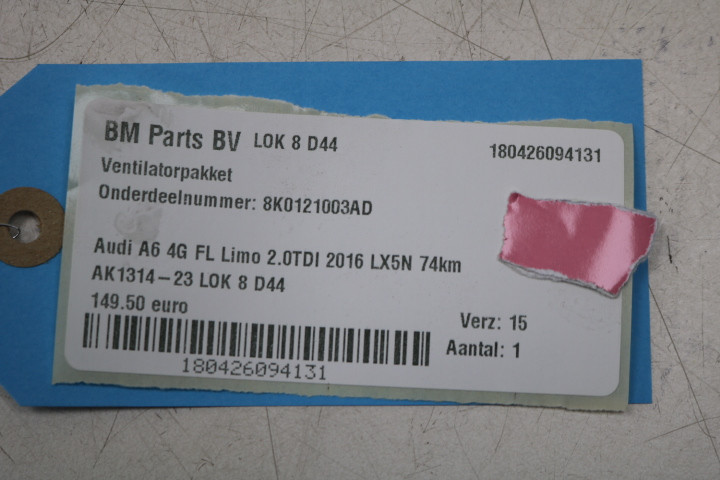 BM Parts BV LOK 8 D44 180426094131
Ventilatorpakket
Onderdeelnummer: 8K0121003AD
Audi A6 4G FL Limo 2.0TDI 2016 LX5N 74km
AK1314-23 LOK 8 D44
149.50 euro
Verz: 15
Aantal: 1
180426094131